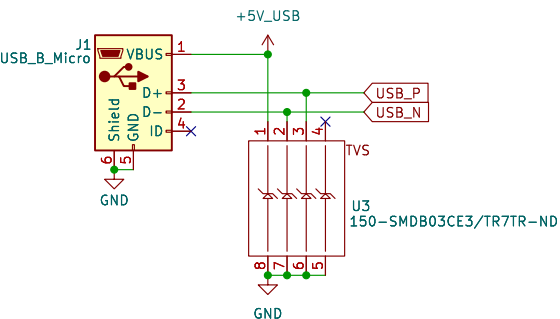 +5V_USB
J1
USB_B_Micro
VBUS 1
D+ 3
D- 2
ID 4
Shield
GND
6 5
GND
USB_P
USB_N
1 2 3 4
TVS
U3
150-SMDB03CE3/TR7TR-ND
8 7 6 5
GND